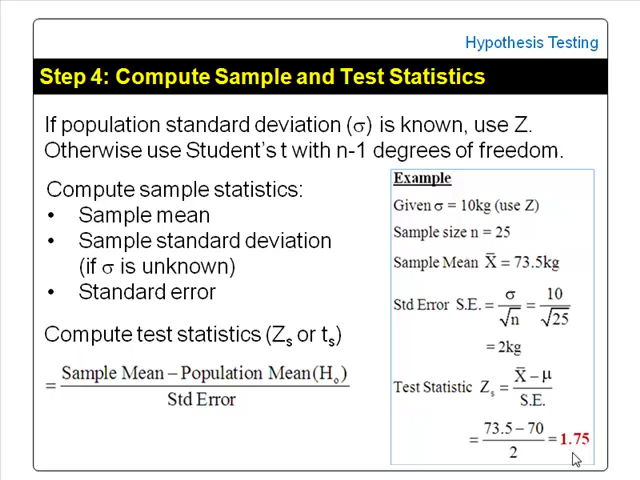 Hypothesis Testing
Step 4: Compute Sample and Test Statistics
If population standard deviation (σ) is known, use Z.
Otherwise use Student's t with n-1 degrees of freedom.
Compute sample statistics:
• Sample mean
• Sample standard deviation
(if σ is unknown)
• Standard error
Compute test statistics (Zs or ts)
= (Sample Mean − Population Mean (Ho)) / Std Error
Example
Given σ = 10kg (use Z)
Sample size n = 25
Sample Mean X̄ = 73.5kg
Std Error S.E. = σ/√n = 10/√25
= 2kg
Test Statistic Zs = (X̄ − μ)/S.E.
= (73.5 − 70)/2 = 1.75